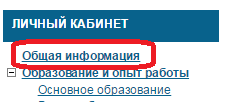 ЛИЧНЫЙ КАБИНЕТ
Общая информация
Образование и опыт работы
Основное образование